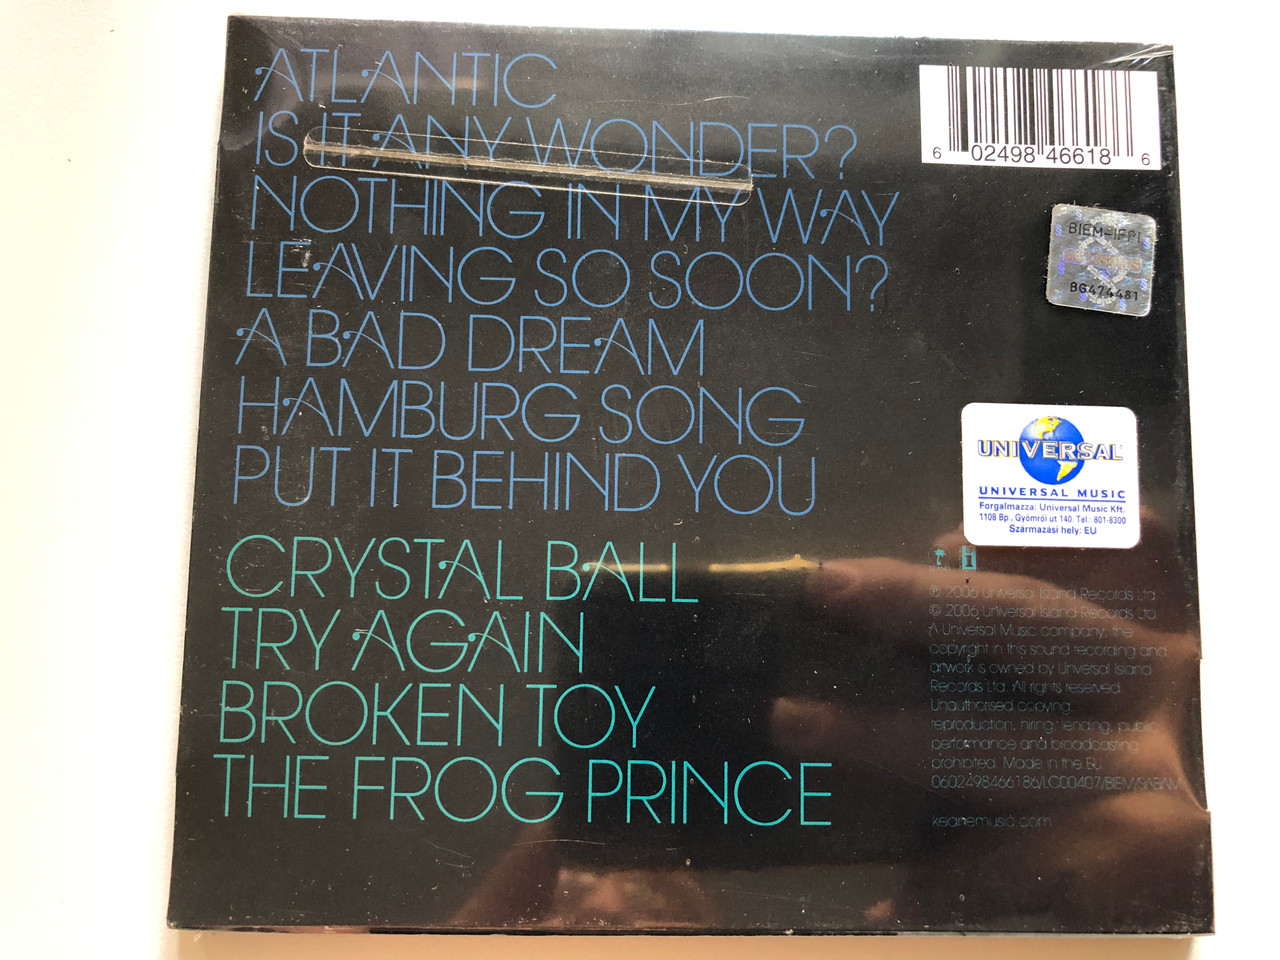 ATLANTIC
IS IT ANY WONDER?
NOTHING IN MY WAY
LEAVING SO SOON?
A BAD DREAM
HAMBURG SONG
PUT IT BEHIND YOU
CRYSTAL BALL
TRY AGAIN
BROKEN TOY
THE FROG PRINCE
6 02498 46618 6
BIEM-IFPI
BG474481
UNIVERSAL
UNIVERSAL MUSIC
Forgalmazza: Universal Music Kft.
1108 Bp., Gyömrői út 140. Tel.: 801-8300
Származási hely: EU
℗ 2006 Universal Island Records Ltd.
© 2006 Universal Island Records Ltd.
A Universal Music company. the
copyright in this sound recording and
artwork is owned by Universal Island
Records Ltd. All rights reserved.
Unauthorised copying,
reproduction, hiring, lending, public
performance and broadcasting
prohibited. Made in the EU
0602498466186/LC00407/BIEM/SABAM
keanemusic.com